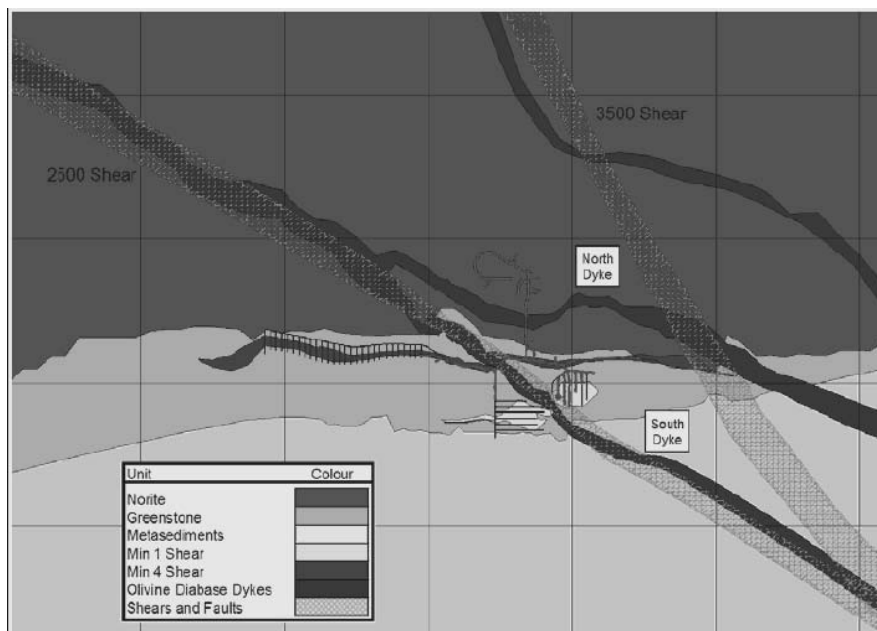 3500 Shear
2500 Shear
North
Dyke
South
Dyke
Unit Colour
Norite
Greenstone
Metasediments
Min 1 Shear
Min 4 Shear
Olivine Diabase Dykes
Shears and Faults